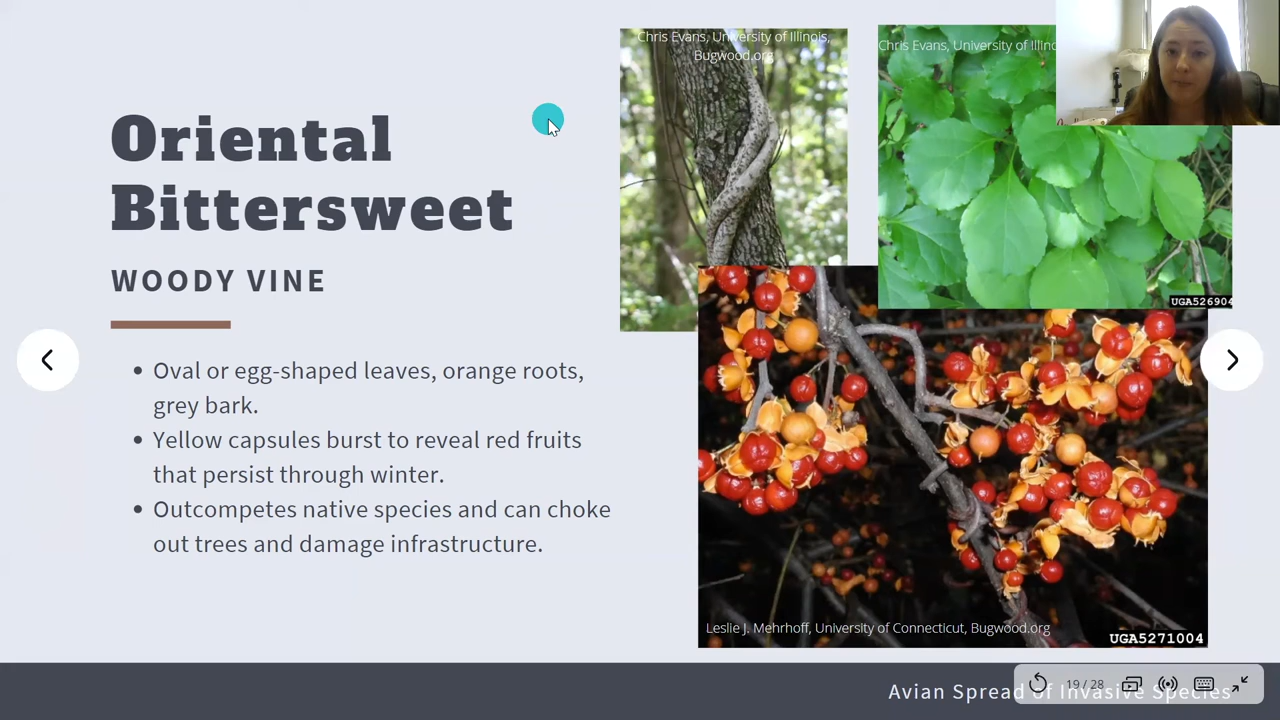 Oriental
Bittersweet
WOODY VINE
• Oval or egg-shaped leaves, orange roots,
grey bark.
• Yellow capsules burst to reveal red fruits
that persist through winter.
• Outcompetes native species and can choke
out trees and damage infrastructure.
Chris Evans, University of Illinois,
Bugwood.org
Chris Evans, University of Illino
UGA526904
Leslie J. Mehrhoff, University of Connecticut, Bugwood.org
UGA5271004
Avian Spread of Invasive Species
19 / 28